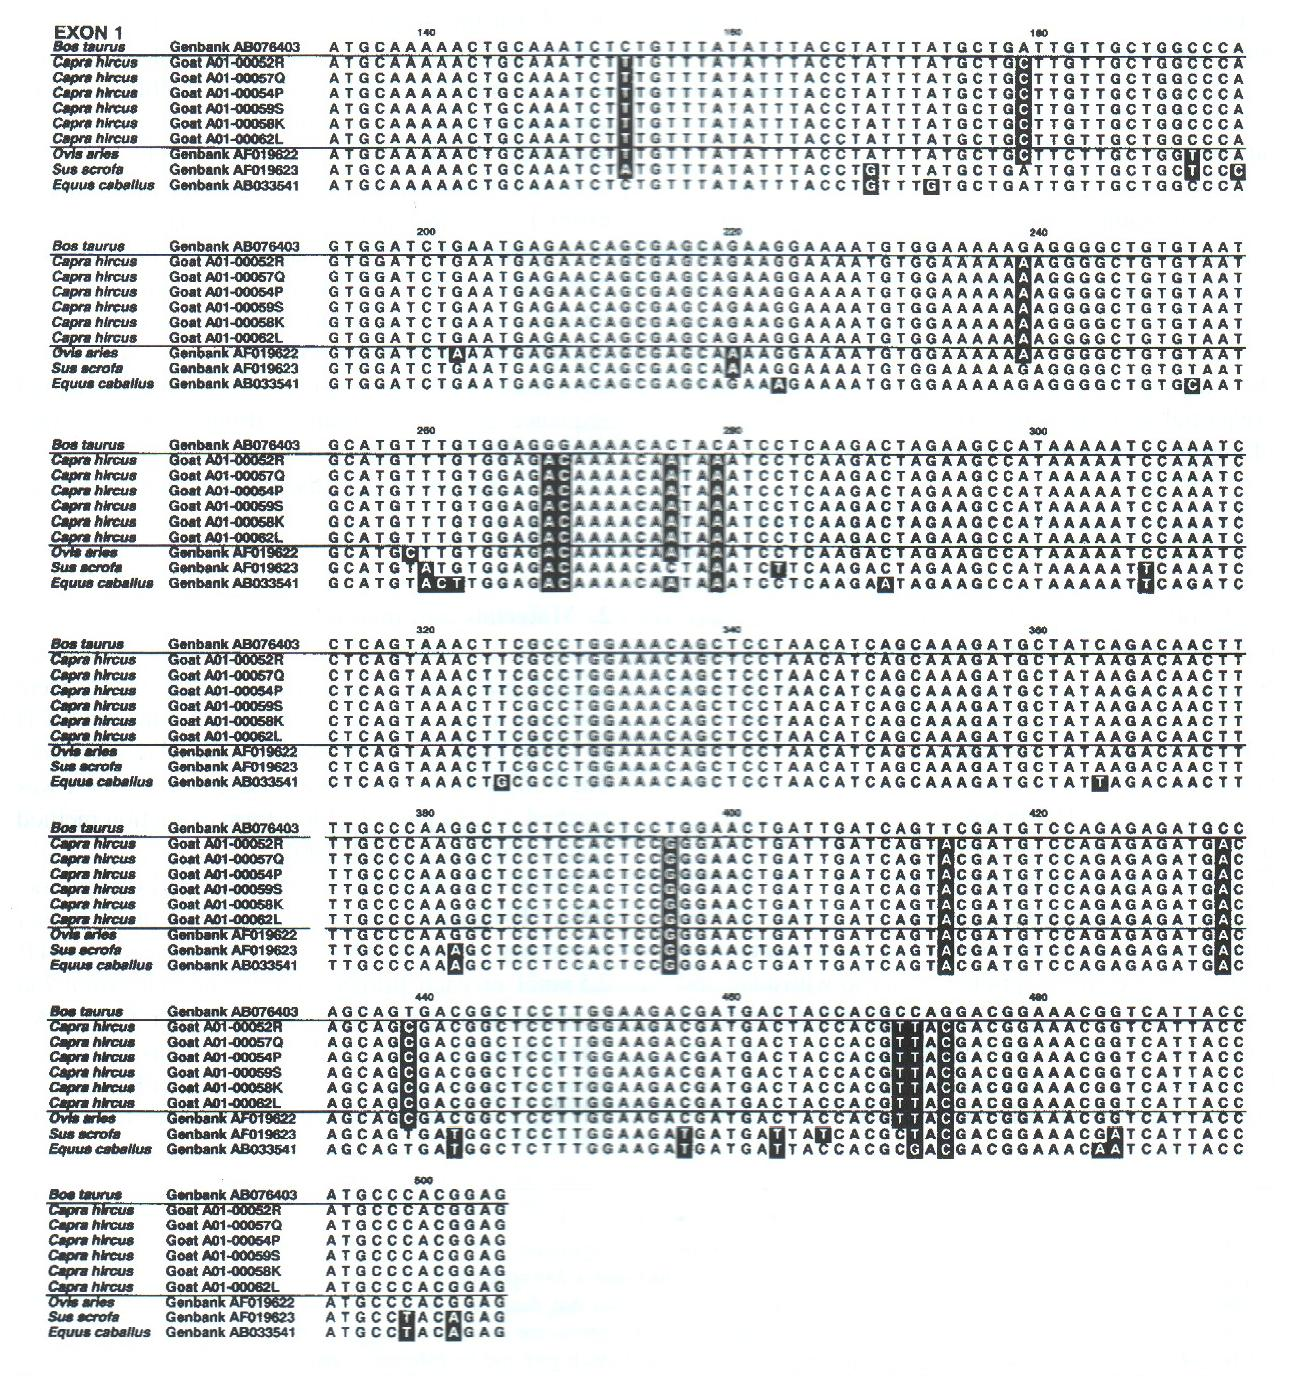 EXON 1
140 160 180
Bos taurus Genbank AB076403 ATGCAAAAACTGCAAATCTCTGTTTATATTTACCTATTTATGCTGATTGTTGCTGGCCCA
Capra hircus Goat A01-00052R ATGCAAAAACTGCAAATCTTTGTTTATATTTACCTATTTATGCTGCTTGTTGCTGGCCCA
Capra hircus Goat A01-00057Q ATGCAAAAACTGCAAATCTTTGTTTATATTTACCTATTTATGCTGCTTGTTGCTGGCCCA
Capra hircus Goat A01-00054P ATGCAAAAACTGCAAATCTTTGTTTATATTTACCTATTTATGCTGCTTGTTGCTGGCCCA
Capra hircus Goat A01-00059S ATGCAAAAACTGCAAATCTTTGTTTATATTTACCTATTTATGCTGCTTGTTGCTGGCCCA
Capra hircus Goat A01-00058K ATGCAAAAACTGCAAATCTTTGTTTATATTTACCTATTTATGCTGCTTGTTGCTGGCCCA
Capra hircus Goat A01-00062L ATGCAAAAACTGCAAATCTTTGTTTATATTTACCTATTTATGCTGCTTGTTGCTGGCCCA
Ovis aries Genbank AF019622 ATGCAAAAACTGCAAATCTTTGTTTATATTTACCTATTTATGCTGCTTCTTGCTGGTCCA
Sus scrofa Genbank AF019623 ATGCAAAAACTGCAAATCTATGTTTATATTTACCTGTTTATGCTGATTGTTGCTGCTCCC
Equus caballus Genbank AB033541 ATGCAAAAACTGCAAATCTCTGTTTATATTTACCTGTTTGTGCTGATTGTTGCTGGCCCA
200 220 240
Bos taurus Genbank AB076403 GTGGATCTGAATGAGAACAGCGAGCAGAAGGAAAATGTGGAAAAAGAGGGGCTGTGTAAT
Capra hircus Goat A01-00052R GTGGATCTGAATGAGAACAGCGAGCAGAAGGAAAATGTGGAAAAAAAGGGGCTGTGTAAT
Capra hircus Goat A01-00057Q GTGGATCTGAATGAGAACAGCGAGCAGAAGGAAAATGTGGAAAAAAAGGGGCTGTGTAAT
Capra hircus Goat A01-00054P GTGGATCTGAATGAGAACAGCGAGCAGAAGGAAAATGTGGAAAAAAAGGGGCTGTGTAAT
Capra hircus Goat A01-00059S GTGGATCTGAATGAGAACAGCGAGCAGAAGGAAAATGTGGAAAAAAAGGGGCTGTGTAAT
Capra hircus Goat A01-00058K GTGGATCTGAATGAGAACAGCGAGCAGAAGGAAAATGTGGAAAAAAAGGGGCTGTGTAAT
Capra hircus Goat A01-00062L GTGGATCTGAATGAGAACAGCGAGCAGAAGGAAAATGTGGAAAAAAAGGGGCTGTGTAAT
Ovis aries Genbank AF019622 GTGGATCTAAATGAGAACAGCGAGCAAAAGGAAAATGTGGAAAAAAAGGGGCTGTGTAAT
Sus scrofa Genbank AF019623 GTGGATCTGAATGAGAACAGCGAGCAAAAGGAAAATGTGGAAAAAGAGGGGCTGTGTAAT
Equus caballus Genbank AB033541 GTGGATCTGAATGAGAACAGCGAGCAGAAAGAAAATGTGGAAAAAGAGGGGCTGTGCAAT
260 280 300
Bos taurus Genbank AB076403 GCATGTTTGTGGAGGGAAAACACTACATCCTCAAGACTAGAAGCCATAAAAATCCAAATC
Capra hircus Goat A01-00052R GCATGTTTGTGGAGACAAAACAATAAATCCTCAAGACTAGAAGCCATAAAAATCCAAATC
Capra hircus Goat A01-00057Q GCATGTTTGTGGAGACAAAACAATAAATCCTCAAGACTAGAAGCCATAAAAATCCAAATC
Capra hircus Goat A01-00054P GCATGTTTGTGGAGACAAAACAATAAATCCTCAAGACTAGAAGCCATAAAAATCCAAATC
Capra hircus Goat A01-00059S GCATGTTTGTGGAGACAAAACAATAAATCCTCAAGACTAGAAGCCATAAAAATCCAAATC
Capra hircus Goat A01-00058K GCATGTTTGTGGAGACAAAACAATAAATCCTCAAGACTAGAAGCCATAAAAATCCAAATC
Capra hircus Goat A01-00062L GCATGTTTGTGGAGACAAAACAATAAATCCTCAAGACTAGAAGCCATAAAAATCCAAATC
Ovis aries Genbank AF019622 GCATGCTTGTGGAGACAAAACAATAAATCCTCAAGACTAGAAGCCATAAAAATCCAAATC
Sus scrofa Genbank AF019623 GCATGTATGTGGAGACAAAACACTAAATCTTCAAGACTAGAAGCCATAAAAATTCAAATC
Equus caballus Genbank AB033541 GCATGTACTTGGAGACAAAACAATAAATCCTCAAGAATAGAAGCCATAAAAATTCAGATC
320 340 360
Bos taurus Genbank AB076403 CTCAGTAAACTTCGCCTGGAAACAGCTCCTAACATCAGCAAAGATGCTATCAGACAACTT
Capra hircus Goat A01-00052R CTCAGTAAACTTCGCCTGGAAACAGCTCCTAACATCAGCAAAGATGCTATAAGACAACTT
Capra hircus Goat A01-00057Q CTCAGTAAACTTCGCCTGGAAACAGCTCCTAACATCAGCAAAGATGCTATAAGACAACTT
Capra hircus Goat A01-00054P CTCAGTAAACTTCGCCTGGAAACAGCTCCTAACATCAGCAAAGATGCTATAAGACAACTT
Capra hircus Goat A01-00059S CTCAGTAAACTTCGCCTGGAAACAGCTCCTAACATCAGCAAAGATGCTATAAGACAACTT
Capra hircus Goat A01-00058K CTCAGTAAACTTCGCCTGGAAACAGCTCCTAACATCAGCAAAGATGCTATAAGACAACTT
Capra hircus Goat A01-00062L CTCAGTAAACTTCGCCTGGAAACAGCTCCTAACATCAGCAAAGATGCTATAAGACAACTT
Ovis aries Genbank AF019622 CTCAGTAAACTTCGCCTGGAAACAGCTCCTAACATCAGCAAAGATGCTATAAGACAACTT
Sus scrofa Genbank AF019623 CTCAGTAAACTTCGCCTGGAAACAGCTCCTAACATTAGCAAAGATGCTATAAGACAACTT
Equus caballus Genbank AB033541 CTCAGTAAACTGCGCCTGGAAACAGCTCCTAACATCAGCAAAGATGCTATTAGACAACTT
380 400 420
Bos taurus Genbank AB076403 TTGCCCAAGGCTCCTCCACTCCTGGAACTGATTGATCAGTTCGATGTCCAGAGAGATGCC
Capra hircus Goat A01-00052R TTGCCCAAGGCTCCTCCACTCCGGGAACTGATTGATCAGTACGATGTCCAGAGAGATGAC
Capra hircus Goat A01-00057Q TTGCCCAAGGCTCCTCCACTCCGGGAACTGATTGATCAGTACGATGTCCAGAGAGATGAC
Capra hircus Goat A01-00054P TTGCCCAAGGCTCCTCCACTCCGGGAACTGATTGATCAGTACGATGTCCAGAGAGATGAC
Capra hircus Goat A01-00059S TTGCCCAAGGCTCCTCCACTCCGGGAACTGATTGATCAGTACGATGTCCAGAGAGATGAC
Capra hircus Goat A01-00058K TTGCCCAAGGCTCCTCCACTCCGGGAACTGATTGATCAGTACGATGTCCAGAGAGATGAC
Capra hircus Goat A01-00062L TTGCCCAAGGCTCCTCCACTCCGGGAACTGATTGATCAGTACGATGTCCAGAGAGATGAC
Ovis aries Genbank AF019622 TTGCCCAAGGCTCCTCCACTCCGGGAACTGATTGATCAGTACGATGTCCAGAGAGATGAC
Sus scrofa Genbank AF019623 TTGCCCAAAGCTCCTCCACTCCGGGAACTGATTGATCAGTACGATGTCCAGAGAGATGAC
Equus caballus Genbank AB033541 TTGCCCAAAGCTCCTCCACTCCGGGAACTGATTGATCAGTACGATGTCCAGAGAGATGAC
440 460 480
Bos taurus Genbank AB076403 AGCAGTGACGGCTCCTTGGAAGACGATGACTACCACGCCAGGACGGAAACGGTCATTACC
Capra hircus Goat A01-00052R AGCAGCGACGGCTCCTTGGAAGACGATGACTACCACGTTACGACGGAAACGGTCATTACC
Capra hircus Goat A01-00057Q AGCAGCGACGGCTCCTTGGAAGACGATGACTACCACGTTACGACGGAAACGGTCATTACC
Capra hircus Goat A01-00054P AGCAGCGACGGCTCCTTGGAAGACGATGACTACCACGTTACGACGGAAACGGTCATTACC
Capra hircus Goat A01-00059S AGCAGCGACGGCTCCTTGGAAGACGATGACTACCACGTTACGACGGAAACGGTCATTACC
Capra hircus Goat A01-00058K AGCAGCGACGGCTCCTTGGAAGACGATGACTACCACGTTACGACGGAAACGGTCATTACC
Capra hircus Goat A01-00062L AGCAGCGACGGCTCCTTGGAAGACGATGACTACCACGTTACGACGGAAACGGTCATTACC
Ovis aries Genbank AF019622 AGCAGCGACGGCTCCTTGGAAGACGATGACTACCACGTTACGACGGAAACGGTCATTACC
Sus scrofa Genbank AF019623 AGCAGTGATGGCTCCTTGGAAGATGATGATTATCACGCTACGACGGAAACGATCATTACC
Equus caballus Genbank AB033541 AGCAGTGATGGCTCTTTGGAAGATGATGATTACCACGCGACGACGGAAACAATCATTACC
500
Bos taurus Genbank AB076403 ATGCCCACGGAG
Capra hircus Goat A01-00052R ATGCCCACGGAG
Capra hircus Goat A01-00057Q ATGCCCACGGAG
Capra hircus Goat A01-00054P ATGCCCACGGAG
Capra hircus Goat A01-00059S ATGCCCACGGAG
Capra hircus Goat A01-00058K ATGCCCACGGAG
Capra hircus Goat A01-00062L ATGCCCACGGAG
Ovis aries Genbank AF019622 ATGCCCACGGAG
Sus scrofa Genbank AF019623 ATGCCTACAGAG
Equus caballus Genbank AB033541 ATGCCTACAGAG